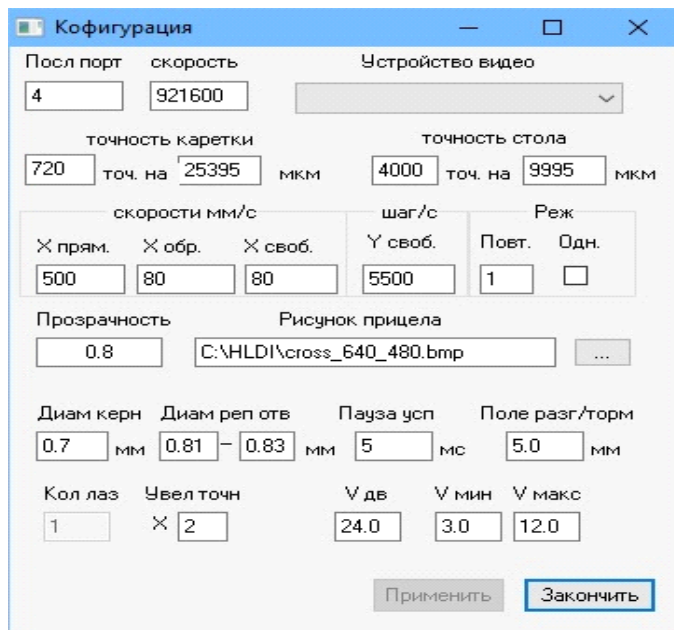 Кофигурация
Посл порт скорость Устройство видео
4 921600
точность каретки точность стола
720 точ. на 25395 мкм 4000 точ. на 9995 мкм
скорости мм/с шаг/с Реж
X прям. X обр. X своб. Y своб. Повт. Одн.
500 80 80 5500 1
Прозрачность Рисунок прицела
0.8 C:\HLDI\cross_640_480.bmp ...
Диам керн Диам реп отв Пауза усп Поле разг/торм
0.7 мм 0.81 - 0.83 мм 5 мс 5.0 мм
Кол лаз Увел точн V дв V мин V макс
1 X 2 24.0 3.0 12.0
Применить Закончить